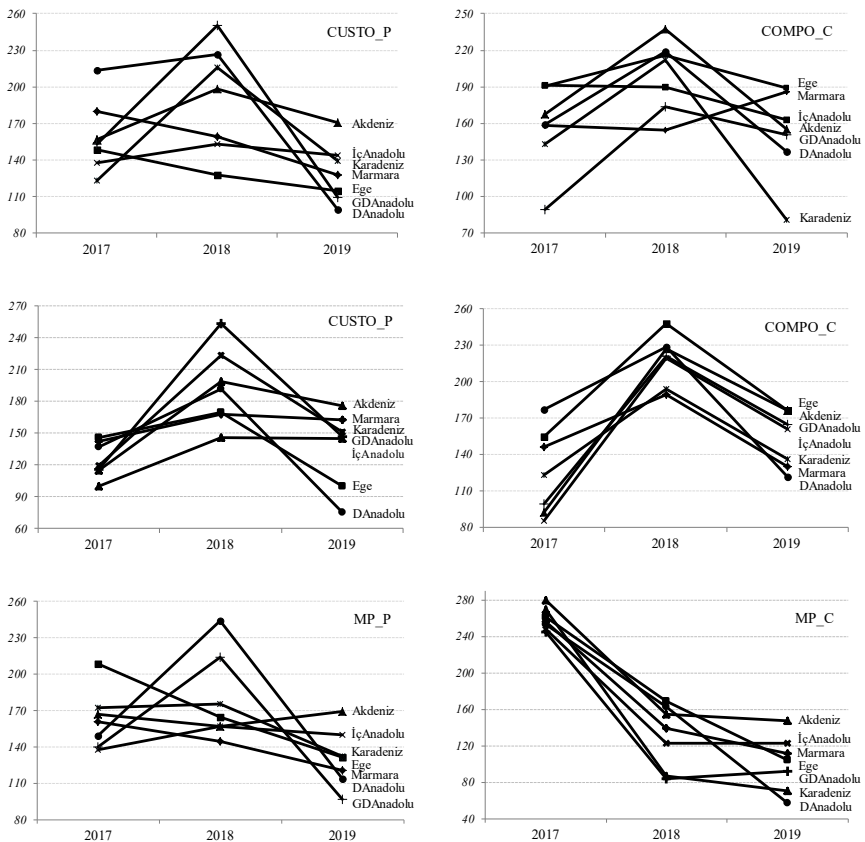 CUSTO_P
260
230
200
170
140
110
80
2017
2018
2019
Akdeniz
İçAnadolu
Karadeniz
Marmara
Ege
GDAnadolu
DAnadolu
COMPO_C
250
220
190
160
130
100
70
2017
2018
2019
Ege
Marmara
İçAnadolu
Akdeniz
GDAnadolu
DAnadolu
Karadeniz
CUSTO_P
270
240
210
180
150
120
90
60
2017
2018
2019
Akdeniz
Marmara
Karadeniz
GDAnadolu
İçAnadolu
Ege
DAnadolu
COMPO_C
260
230
200
170
140
110
80
2017
2018
2019
Ege
Akdeniz
GDAnadolu
İçAnadolu
Karadeniz
Marmara
DAnadolu
MP_P
260
230
200
170
140
110
80
2017
2018
2019
Akdeniz
İçAnadolu
Karadeniz
Ege
Marmara
DAnadolu
GDAnadolu
MP_C
280
240
200
160
120
80
40
2017
2018
2019
Akdeniz
İçAnadolu
Marmara
Ege
GDAnadolu
Karadeniz
DAnadolu